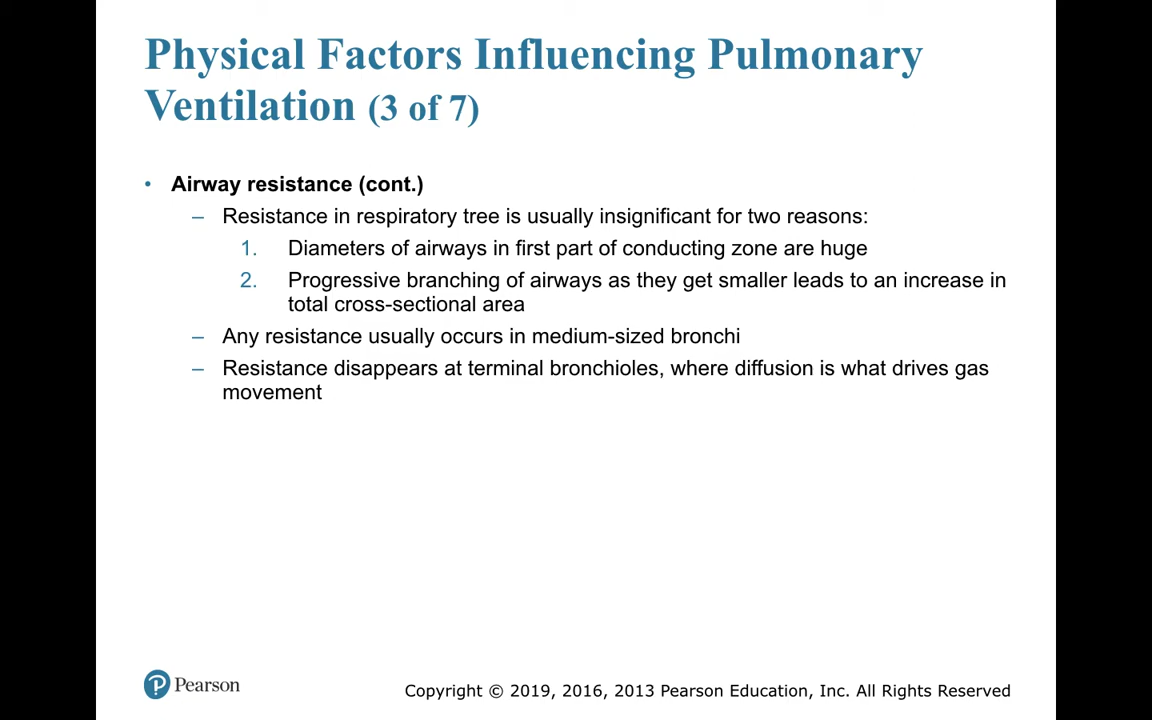 Physical Factors Influencing Pulmonary
Ventilation (3 of 7)
• Airway resistance (cont.)
– Resistance in respiratory tree is usually insignificant for two reasons:
1. Diameters of airways in first part of conducting zone are huge
2. Progressive branching of airways as they get smaller leads to an increase in
total cross-sectional area
– Any resistance usually occurs in medium-sized bronchi
– Resistance disappears at terminal bronchioles, where diffusion is what drives gas
movement
Pearson
Copyright © 2019, 2016, 2013 Pearson Education, Inc. All Rights Reserved